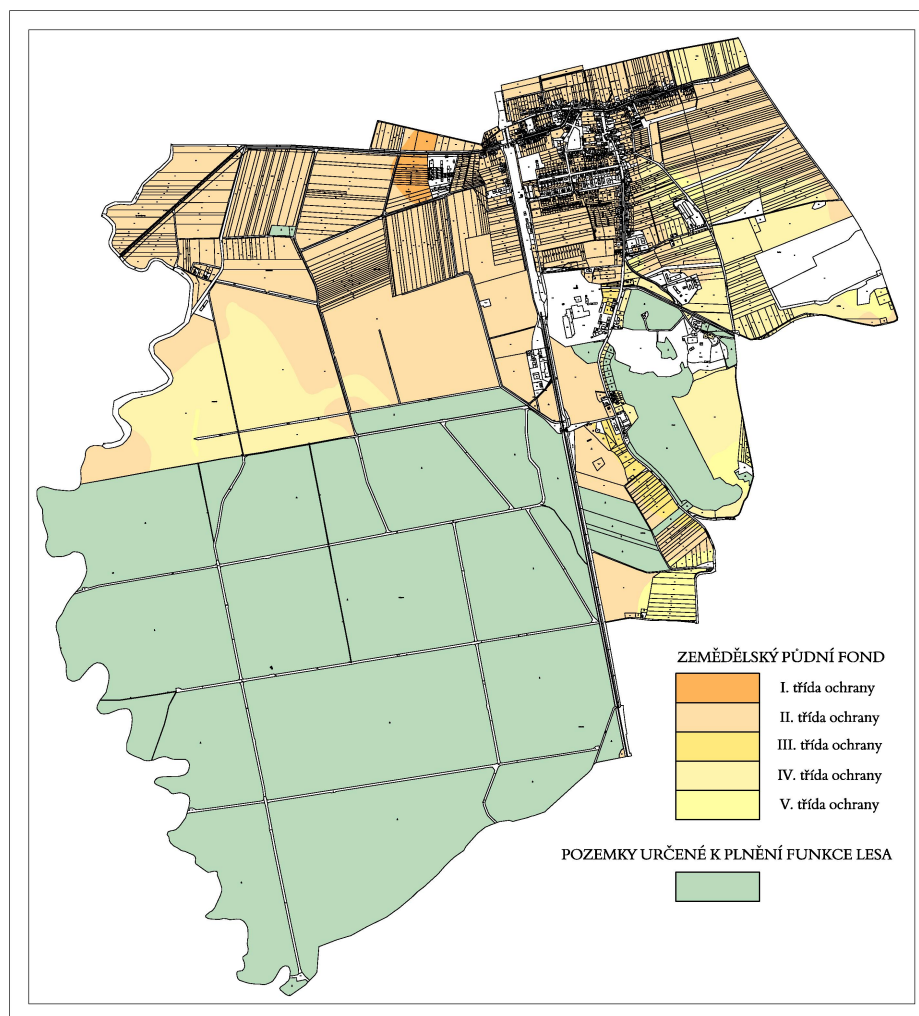 ZEMĚDĚLSKÝ PŮDNÍ FOND
I. třída ochrany
II. třída ochrany
III. třída ochrany
IV. třída ochrany
V. třída ochrany
POZEMKY URČENÉ K PLNĚNÍ FUNKCE LESA